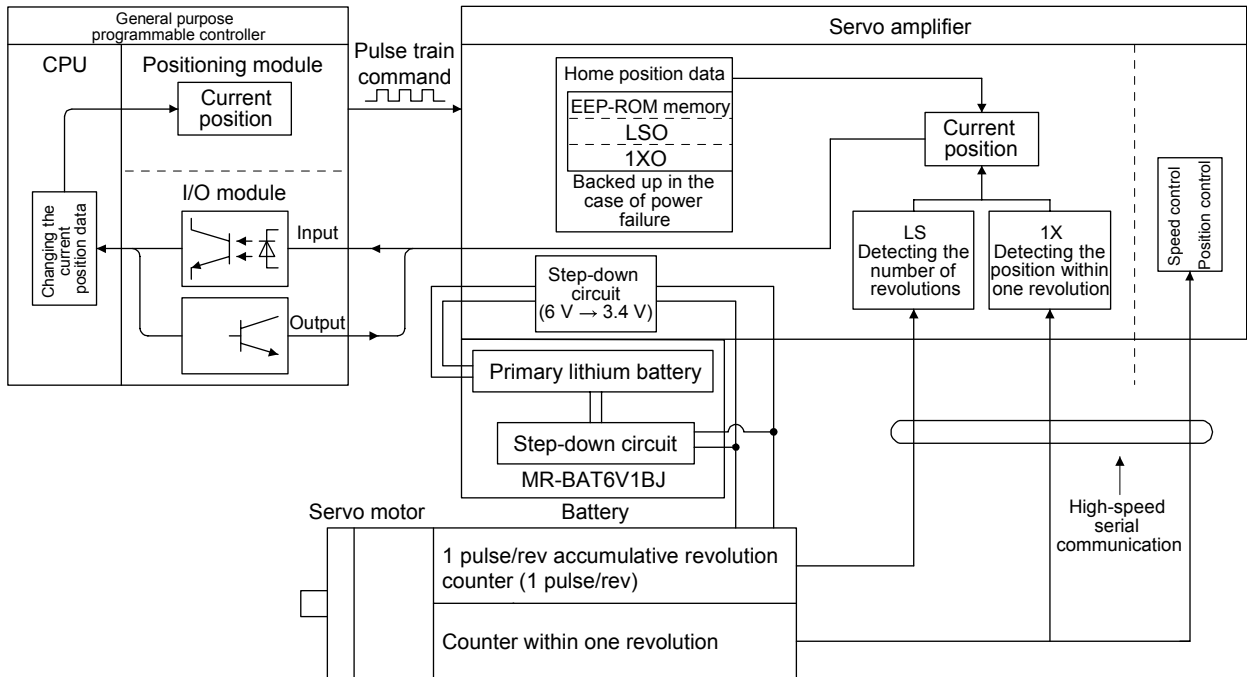 General purpose
programmable controller
CPU
Positioning module
Current
position
Changing the
current
position data
I/O module
Input
Output
Pulse train
command
Servo amplifier
Home position data
EEP-ROM memory
LSO
1XO
Backed up in the
case of power
failure
Current
position
LS
Detecting the
number of
revolutions
1X
Detecting the
position within
one revolution
Speed control
Position control
Step-down
circuit
(6 V → 3.4 V)
Primary lithium battery
Step-down circuit
MR-BAT6V1BJ
Battery
High-speed
serial
communication
Servo motor
1 pulse/rev accumulative revolution
counter (1 pulse/rev)
Counter within one revolution